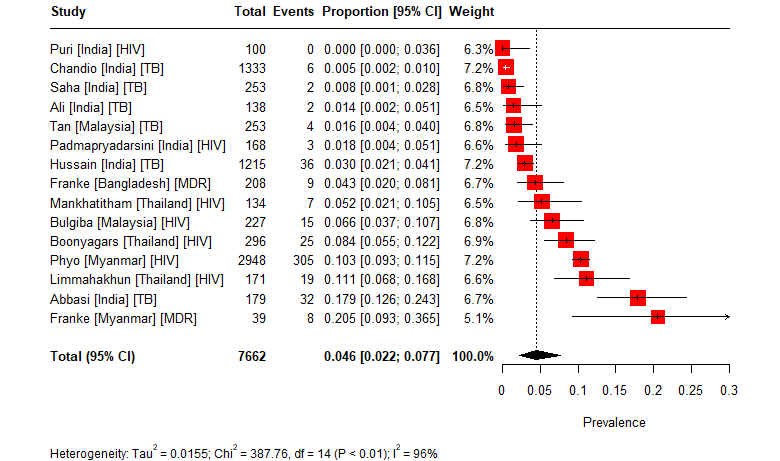 Study Total Events Proportion [95% CI] Weight
Puri [India] [HIV] 100 0 0.000 [0.000; 0.036] 6.3%
Chandio [India] [TB] 1333 6 0.005 [0.002; 0.010] 7.2%
Saha [India] [TB] 253 2 0.008 [0.001; 0.028] 6.8%
Ali [India] [TB] 138 2 0.014 [0.002; 0.051] 6.5%
Tan [Malaysia] [TB] 253 4 0.016 [0.004; 0.040] 6.8%
Padmapryadarsini [India] [HIV] 168 3 0.018 [0.004; 0.051] 6.6%
Hussain [India] [TB] 1215 36 0.030 [0.021; 0.041] 7.2%
Franke [Bangladesh] [MDR] 208 9 0.043 [0.020; 0.081] 6.7%
Mankhatitham [Thailand] [HIV] 134 7 0.052 [0.021; 0.105] 6.5%
Bulgiba [Malaysia] [HIV] 227 15 0.066 [0.037; 0.107] 6.8%
Boonyagars [Thailand] [HIV] 296 25 0.084 [0.055; 0.122] 6.9%
Phyo [Myanmar] [HIV] 2948 305 0.103 [0.093; 0.115] 7.2%
Limmahakhun [Thailand] [HIV] 171 19 0.111 [0.068; 0.168] 6.6%
Abbasi [India] [TB] 179 32 0.179 [0.126; 0.243] 6.7%
Franke [Myanmar] [MDR] 39 8 0.205 [0.093; 0.365] 5.1%
Total (95% CI) 7662 0.046 [0.022; 0.077] 100.0%
0 0.05 0.1 0.15 0.2 0.25 0.3
Prevalence
Heterogeneity: Tau² = 0.0155; Chi² = 387.76, df = 14 (P < 0.01); I² = 96%